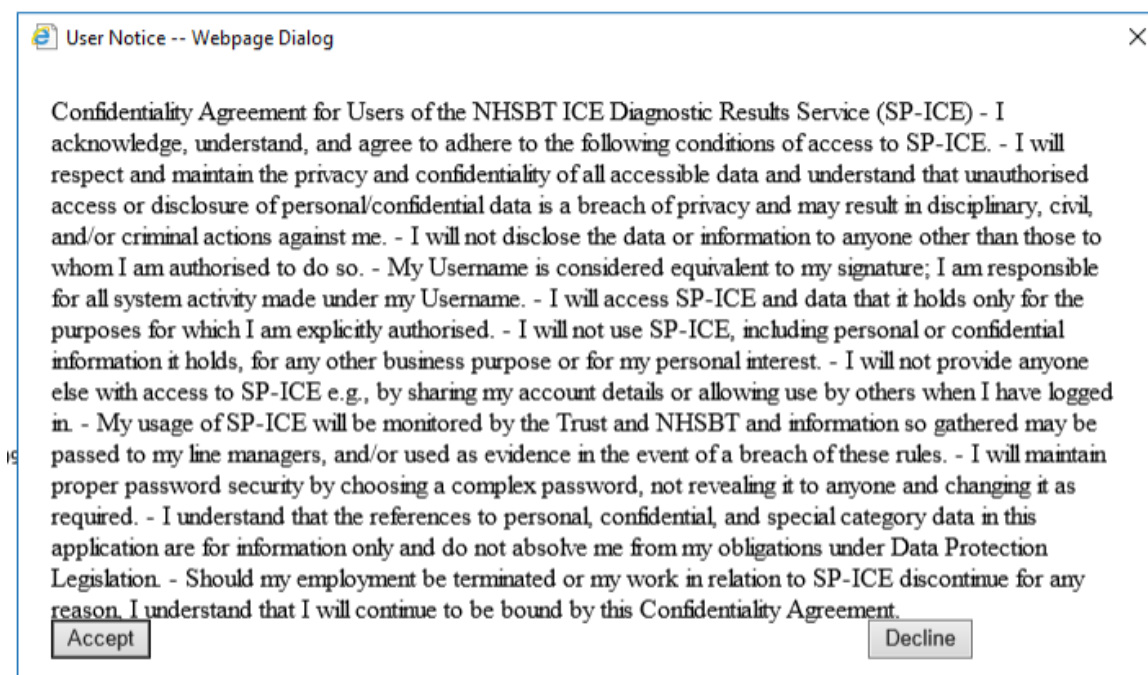 User Notice -- Webpage Dialog
Confidentiality Agreement for Users of the NHSBT ICE Diagnostic Results Service (SP-ICE) - I
acknowledge, understand, and agree to adhere to the following conditions of access to SP-ICE. - I will
respect and maintain the privacy and confidentiality of all accessible data and understand that unauthorised
access or disclosure of personal/confidential data is a breach of privacy and may result in disciplinary, civil,
and/or criminal actions against me. - I will not disclose the data or information to anyone other than those to
whom I am authorised to do so. - My Username is considered equivalent to my signature; I am responsible
for all system activity made under my Username. - I will access SP-ICE and data that it holds only for the
purposes for which I am explicitly authorised. - I will not use SP-ICE, including personal or confidential
information it holds, for any other business purpose or for my personal interest. - I will not provide anyone
else with access to SP-ICE e.g., by sharing my account details or allowing use by others when I have logged
in. - My usage of SP-ICE will be monitored by the Trust and NHSBT and information so gathered may be
passed to my line managers, and/or used as evidence in the event of a breach of these rules. - I will maintain
proper password security by choosing a complex password, not revealing it to anyone and changing it as
required. - I understand that the references to personal, confidential, and special category data in this
application are for information only and do not absolve me from my obligations under Data Protection
Legislation. - Should my employment be terminated or my work in relation to SP-ICE discontinue for any
reason, I understand that I will continue to be bound by this Confidentiality Agreement.
Accept Decline